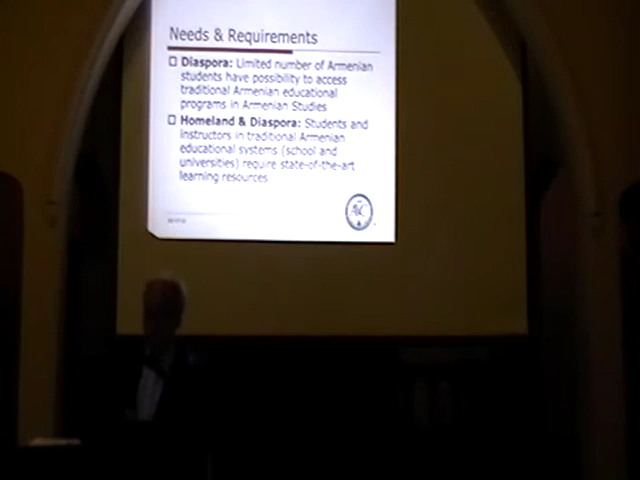 Needs & Requirements
Diaspora: Limited number of Armenian
students have possibility to access
traditional Armenian educational
programs in Armenian Studies
Homeland & Diaspora: Students and
Instructors in traditional Armenian
educational systems (school and
universities) require state-of-the-art
learning resources